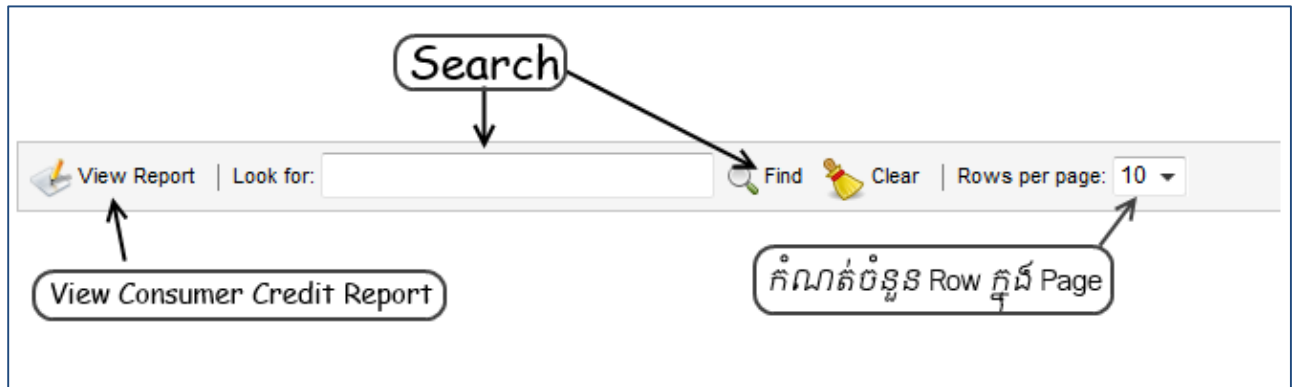 Search
View Report | Look for: Find Clear | Rows per page: 10
View Consumer Credit Report
កំណត់ចំនួន Row ក្នុង Page